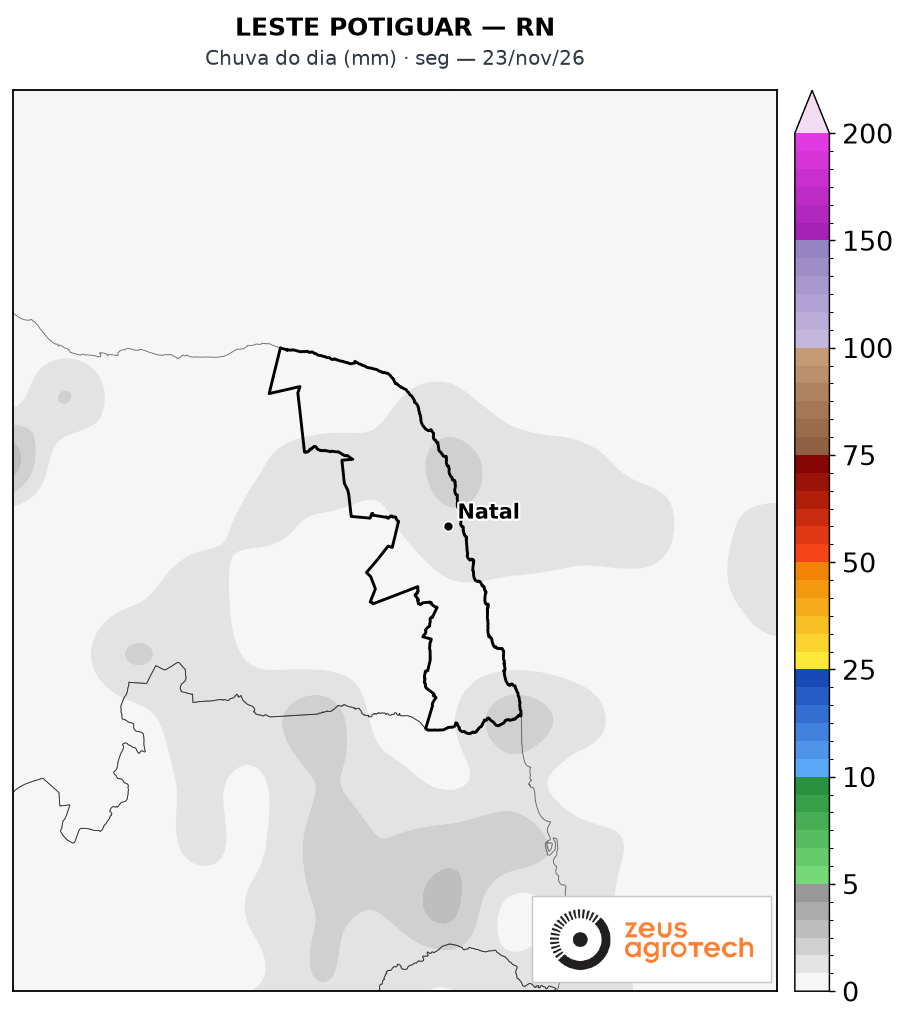 LESTE POTIGUAR — RN
Chuva do dia (mm) · seg — 23/nov/26
200
150
100
75
50
25
10
5
0
Natal
zeus
agrotech